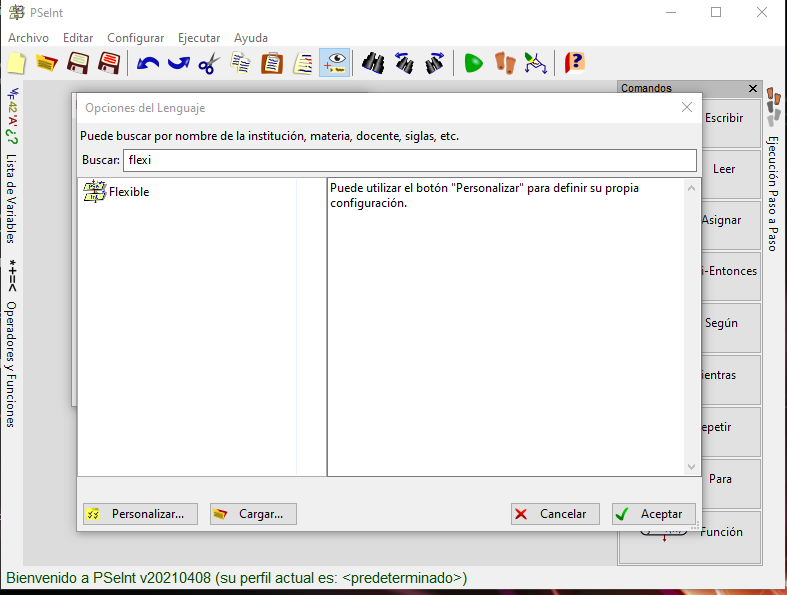 PSeInt
Archivo Editar Configurar Ejecutar Ayuda
Comandos
Opciones del Lenguaje
Puede buscar por nombre de la institución, materia, docente, siglas, etc.
Buscar: flexi
Flexible
Puede utilizar el botón "Personalizar" para definir su propia
configuración.
Personalizar...
Cargar...
Cancelar
Aceptar
Escribir
Leer
Asignar
i-Entonces
Según
ientras
epetir
Para
Función
42 'A' ¿?
Lista de Variables
*+=<
Operadores y Funciones
Ejecución Paso a Paso
Bienvenido a PSeInt v20210408 (su perfil actual es: <predeterminado>)